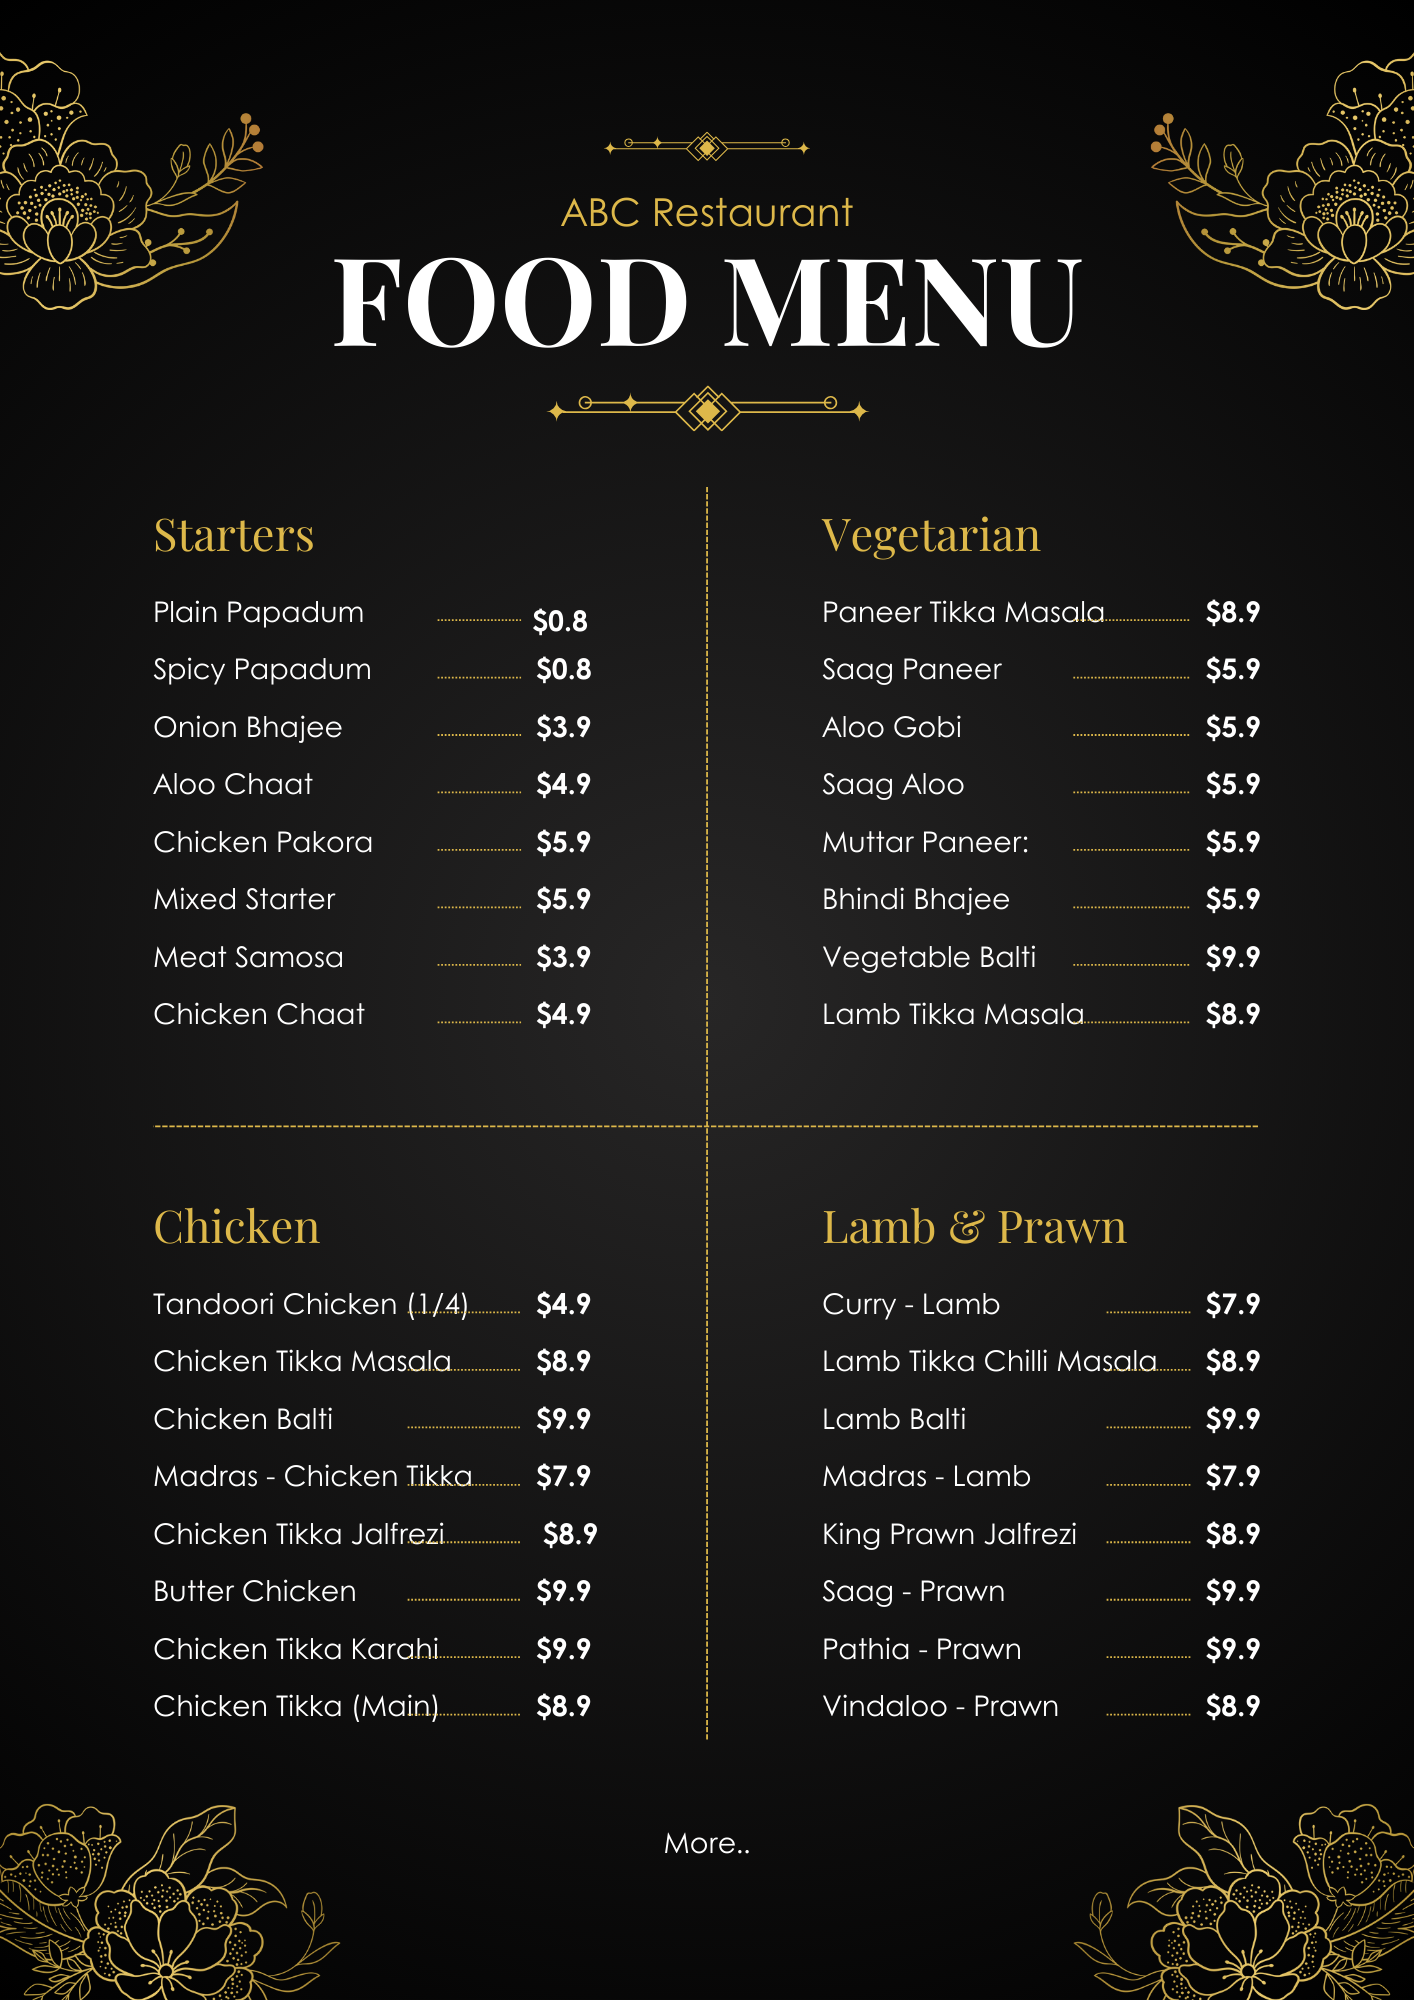 ABC Restaurant
FOOD MENU
Starters
Plain Papadum $0.8
Spicy Papadum $0.8
Onion Bhajee $3.9
Aloo Chaat $4.9
Chicken Pakora $5.9
Mixed Starter $5.9
Meat Samosa $3.9
Chicken Chaat $4.9
Vegetarian
Paneer Tikka Masala $8.9
Saag Paneer $5.9
Aloo Gobi $5.9
Saag Aloo $5.9
Muttar Paneer: $5.9
Bhindi Bhajee $5.9
Vegetable Balti $9.9
Lamb Tikka Masala $8.9
Chicken
Tandoori Chicken (1/4) $4.9
Chicken Tikka Masala $8.9
Chicken Balti $9.9
Madras - Chicken Tikka $7.9
Chicken Tikka Jalfrezi $8.9
Butter Chicken $9.9
Chicken Tikka Karahi $9.9
Chicken Tikka (Main) $8.9
Lamb & Prawn
Curry - Lamb $7.9
Lamb Tikka Chilli Masala $8.9
Lamb Balti $9.9
Madras - Lamb $7.9
King Prawn Jalfrezi $8.9
Saag - Prawn $9.9
Pathia - Prawn $9.9
Vindaloo - Prawn $8.9
More..